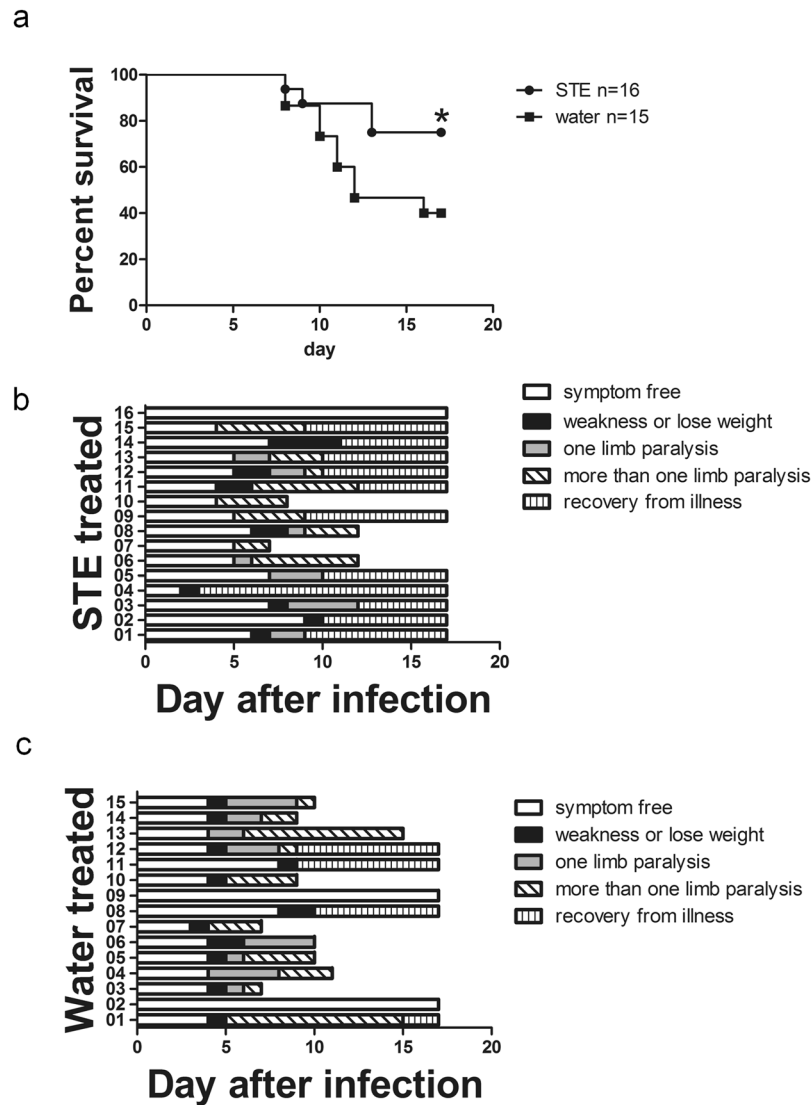 a
Percent survival
100
80
60
40
20
0
0 5 10 15 20
day
*
STE n=16
water n=15
b
STE treated
16
15
14
13
12
11
10
09
08
07
06
05
04
03
02
01
0 5 10 15 20
Day after infection
symptom free
weakness or lose weight
one limb paralysis
more than one limb paralysis
recovery from illness
c
Water treated
15
14
13
12
11
10
09
08
07
06
05
04
03
02
01
0 5 10 15 20
Day after infection
symptom free
weakness or lose weight
one limb paralysis
more than one limb paralysis
recovery from illness